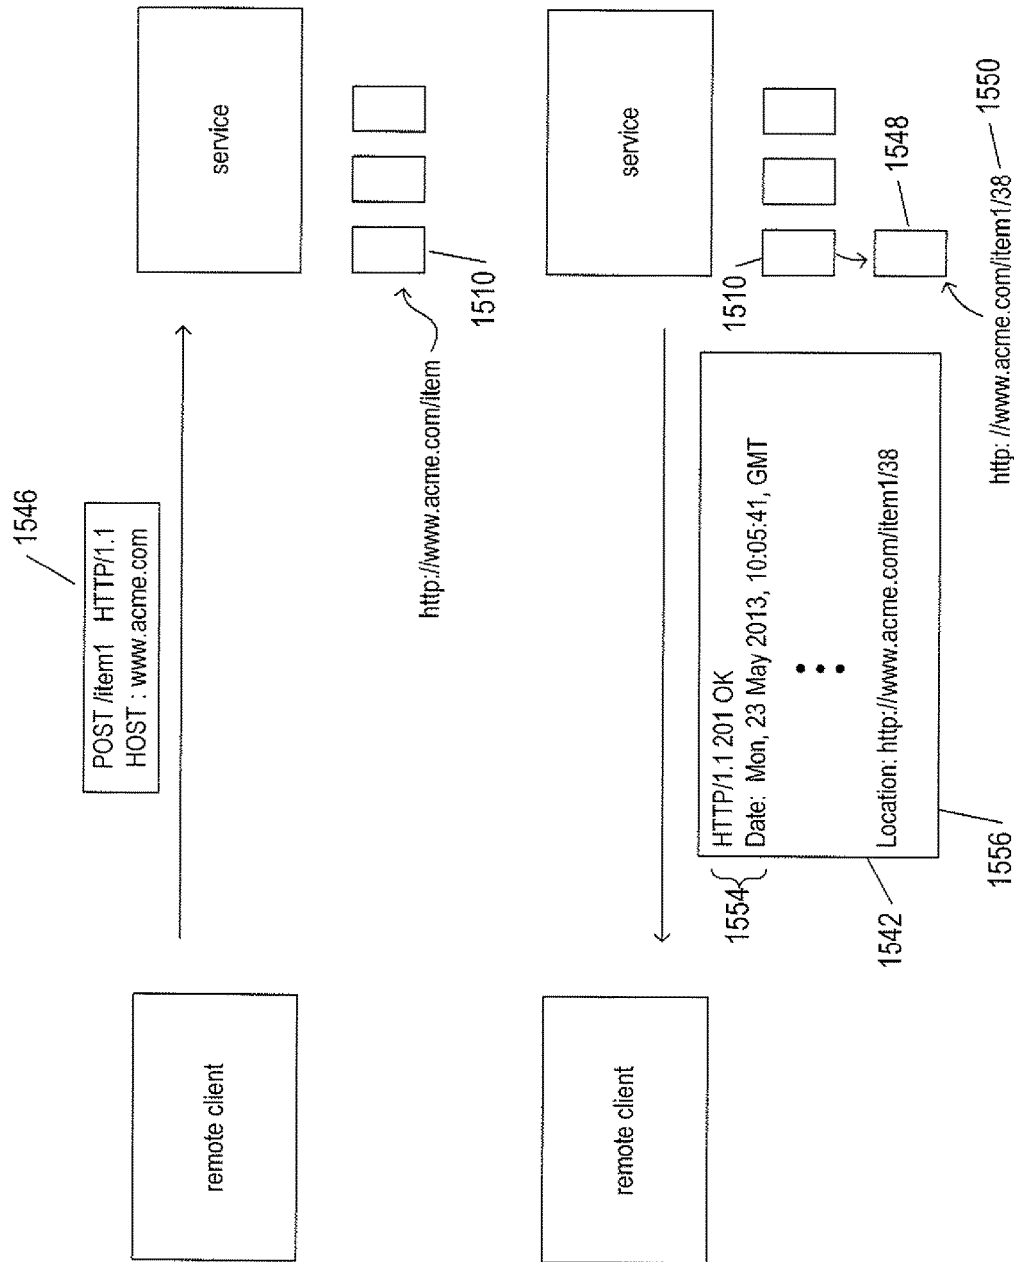 1546
POST /item1 HTTP/1.1
HOST : www.acme.com
remote client
service
http://www.acme.com/item
1510
remote client
service
1510
1554
HTTP/1.1 201 OK
Date: Mon, 23 May 2013, 10:05:41, GMT
Location: http://www.acme.com/item1/38
1542
1556
1548
http: //www.acme.com/item1/38
1550